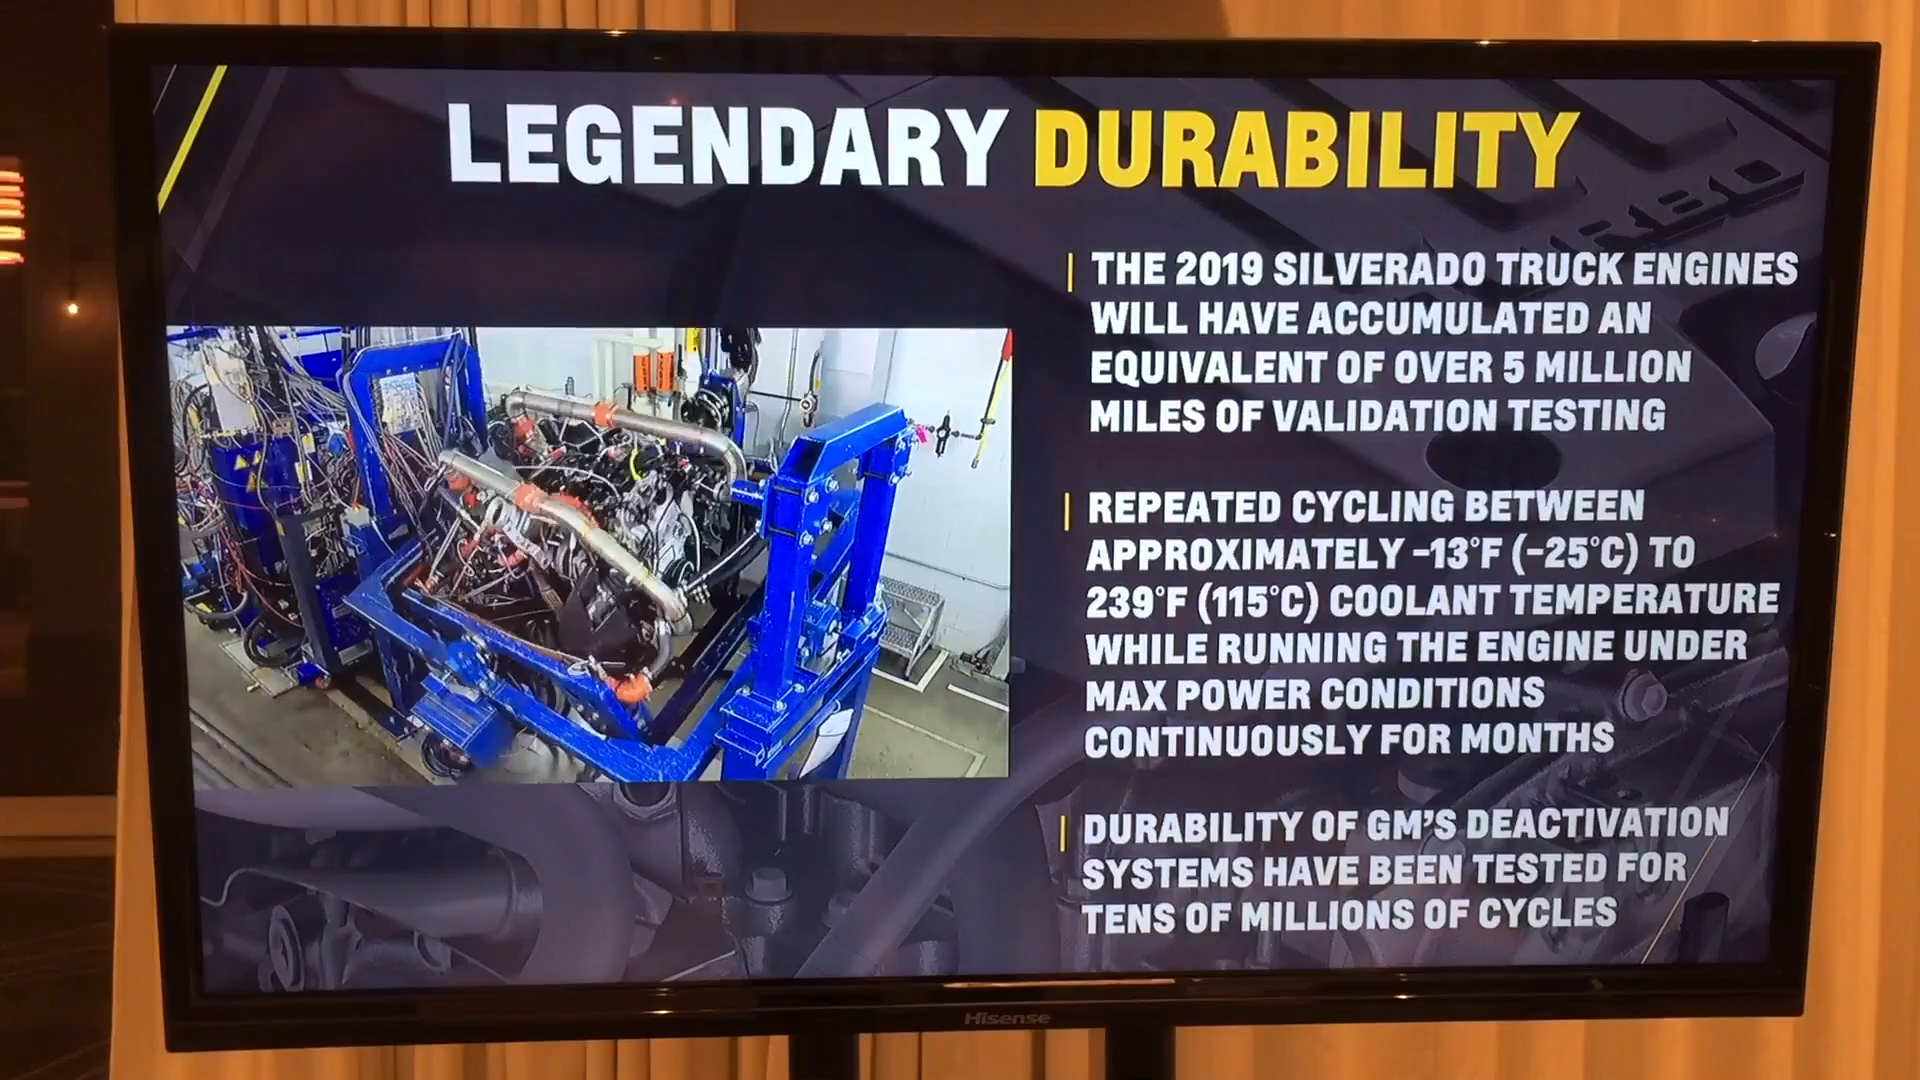 LEGENDARY DURABILITY
THE 2019 SILVERADO TRUCK ENGINES
WILL HAVE ACCUMULATED AN
EQUIVALENT OF OVER 5 MILLION
MILES OF VALIDATION TESTING
REPEATED CYCLING BETWEEN
APPROXIMATELY -13°F (-25°C) TO
239°F (115°C) COOLANT TEMPERATURE
WHILE RUNNING THE ENGINE UNDER
MAX POWER CONDITIONS
CONTINUOUSLY FOR MONTHS
DURABILITY OF GM'S DEACTIVATION
SYSTEMS HAVE BEEN TESTED FOR
TENS OF MILLIONS OF CYCLES
Hisense